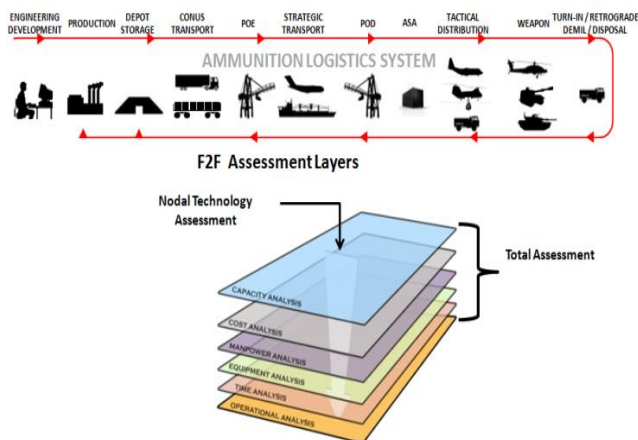 ENGINEERING DEVELOPMENT
PRODUCTION
DEPOT STORAGE
CONUS TRANSPORT
POE
STRATEGIC TRANSPORT
POD
ASA
TACTICAL DISTRIBUTION
WEAPON
TURN-IN / RETROGRADE DEMIL / DISPOSAL
AMMUNITION LOGISTICS SYSTEM
F2F Assessment Layers
Nodal Technology
Assessment
Total Assessment
CAPACITY ANALYSIS
COST ANALYSIS
MANPOWER ANALYSIS
EQUIPMENT ANALYSIS
TIME ANALYSIS
OPERATIONAL ANALYSIS